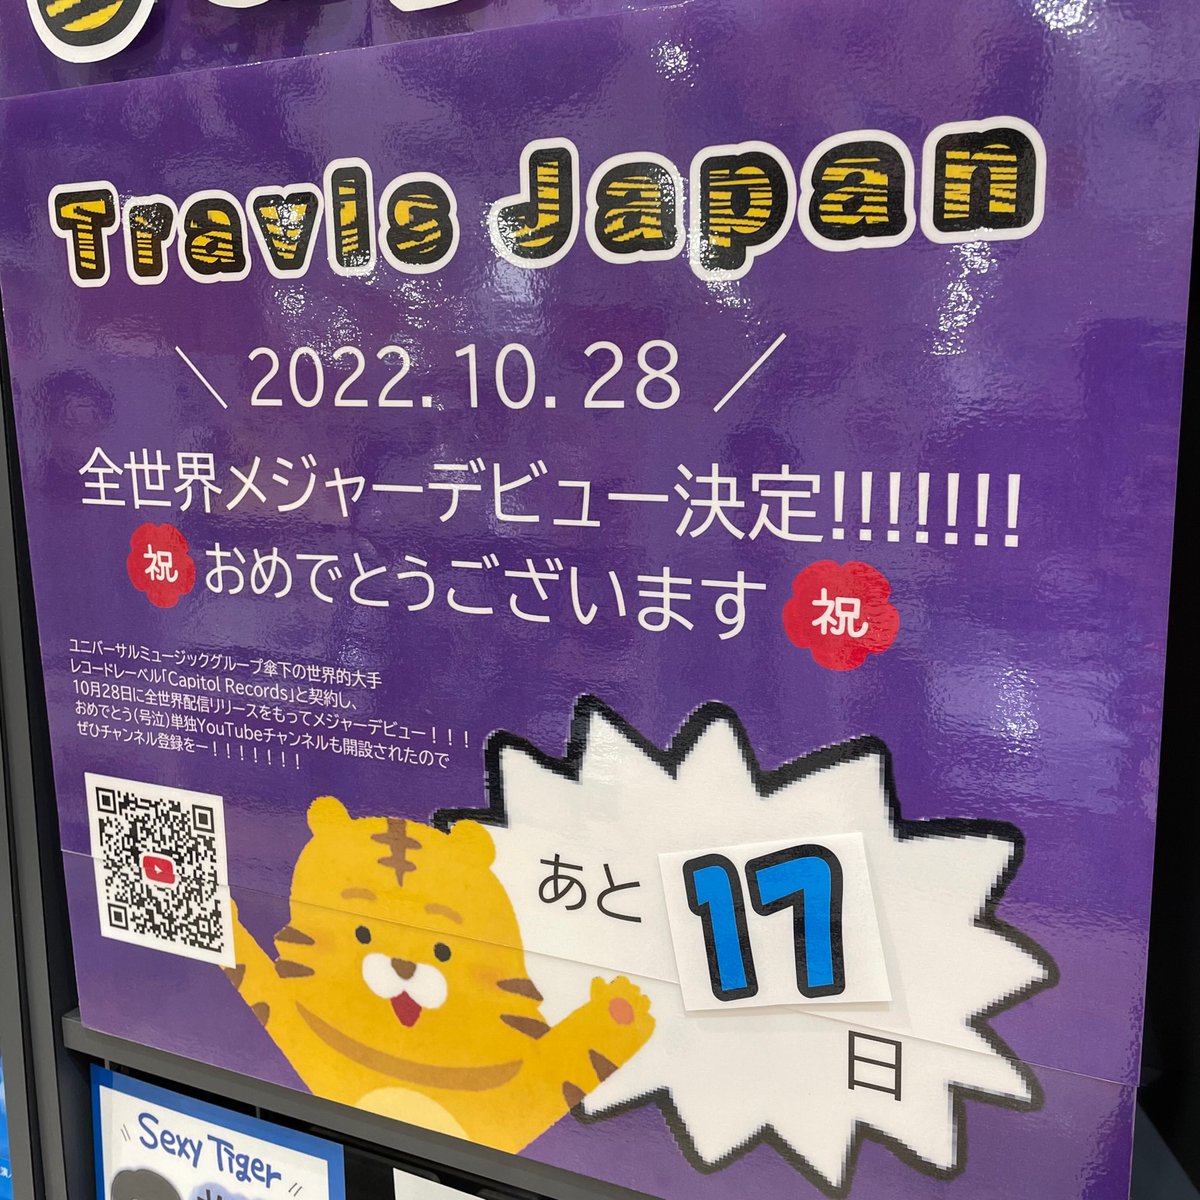 Travis Japan
\ 2022.10.28 /
全世界メジャーデビュー決定!!!!!!!
祝 おめでとうございます 祝
ユニバーサルミュージックグループ傘下の世界的大手
レコードレーベル「Capitol Records」と契約し、
10月28日に全世界配信リリースをもってメジャーデビュー！！！
おめでとう(号泣)単独YouTubeチャンネルも開設されたので
ぜひチャンネル登録をー！！！！！！！
あと 17
日
Sexy Tiger